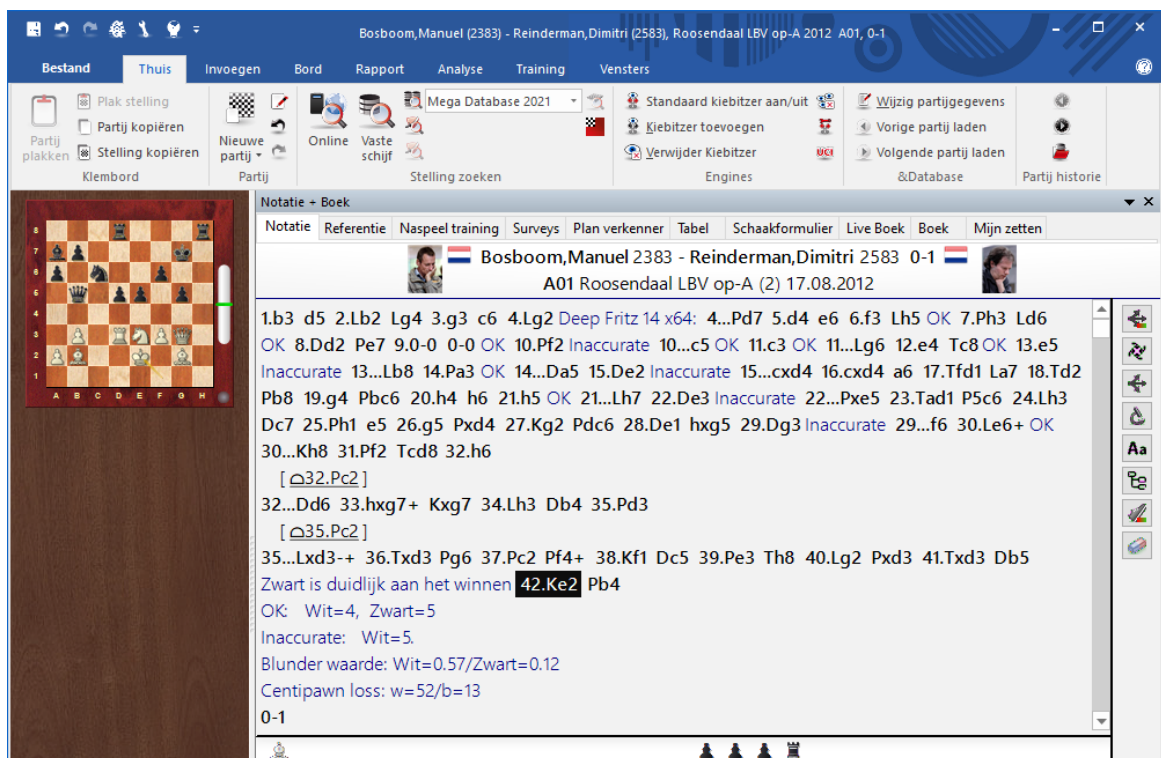 Bosboom,Manuel (2383) - Reinderman,Dimitri (2583), Roosendaal LBV op-A 2012 A01, 0-1
Bestand Thuis Invoegen Bord Rapport Analyse Training Vensters
Partij plakken
Plak stelling
Partij kopiëren
Stelling kopiëren
Klembord
Nieuwe partij
Partij
Online
Vaste schijf
Mega Database 2021
Stelling zoeken
Standaard kiebitzer aan/uit
Kiebitzer toevoegen
Verwijder Kiebitzer
UCI
Engines
Wijzig partijgegevens
Vorige partij laden
Volgende partij laden
&Database
Partij historie
Notatie + Boek
Notatie Referentie Naspeel training Surveys Plan verkenner Tabel Schaakformulier Live Boek Boek Mijn zetten
Bosboom,Manuel 2383 - Reinderman,Dimitri 2583 0-1
A01 Roosendaal LBV op-A (2) 17.08.2012
1.b3 d5 2.Lb2 Lg4 3.g3 c6 4.Lg2 Deep Fritz 14 x64: 4...Pd7 5.d4 e6 6.f3 Lh5 OK 7.Ph3 Ld6
OK 8.Dd2 Pe7 9.0-0 0-0 OK 10.Pf2 Inaccurate 10...c5 OK 11.c3 OK 11...Lg6 12.e4 Tc8 OK 13.e5
Inaccurate 13...Lb8 14.Pa3 OK 14...Da5 15.De2 Inaccurate 15...cxd4 16.cxd4 a6 17.Tfd1 La7 18.Td2
Pb8 19.g4 Pbc6 20.h4 h6 21.h5 OK 21...Lh7 22.De3 Inaccurate 22...Pxe5 23.Tad1 P5c6 24.Lh3
Dc7 25.Ph1 e5 26.g5 Pxd4 27.Kg2 Pdc6 28.De1 hxg5 29.Dg3 Inaccurate 29...f6 30.Le6+ OK
30...Kh8 31.Pf2 Tcd8 32.h6
[ ⌓32.Pc2 ]
32...Dd6 33.hxg7+ Kxg7 34.Lh3 Db4 35.Pd3
[ ⌓35.Pc2 ]
35...Lxd3-+ 36.Txd3 Pg6 37.Pc2 Pf4+ 38.Kf1 Dc5 39.Pe3 Th8 40.Lg2 Pxd3 41.Txd3 Db5
Zwart is duidlijk aan het winnen 42.Ke2 Pb4
OK: Wit=4, Zwart=5
Inaccurate: Wit=5.
Blunder waarde: Wit=0.57/Zwart=0.12
Centipawn loss: w=52/b=13
0-1
8
7
6
5
4
3
2
1
A B C D E F G H
Aa